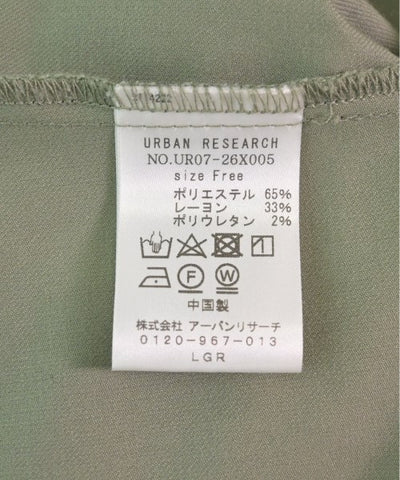 URBAN RESEARCH
NO.UR07-26X005
size Free
ポリエステル 65%
レーヨン 33%
ポリウレタン 2%
中国製
株式会社 アーバンリサーチ
0120-967-013
LGR